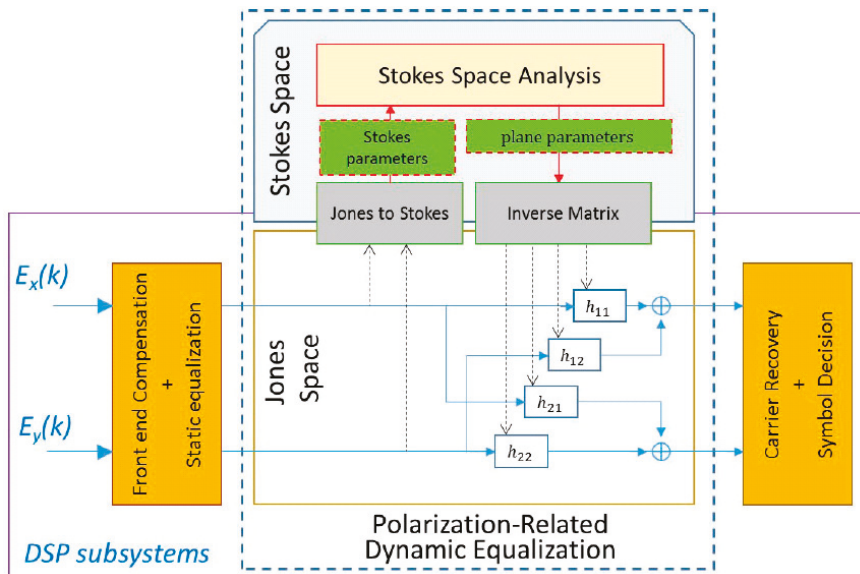 Stokes Space
Stokes Space Analysis
Stokes
parameters
plane parameters
Jones to Stokes
Inverse Matrix
Eₓ(k)
E_y(k)
Front end Compensation
+
Static equalization
Jones
Space
h₁₁
h₁₂
h₂₁
h₂₂
Carrier Recovery
+
Symbol Decision
Polarization-Related
Dynamic Equalization
DSP subsystems